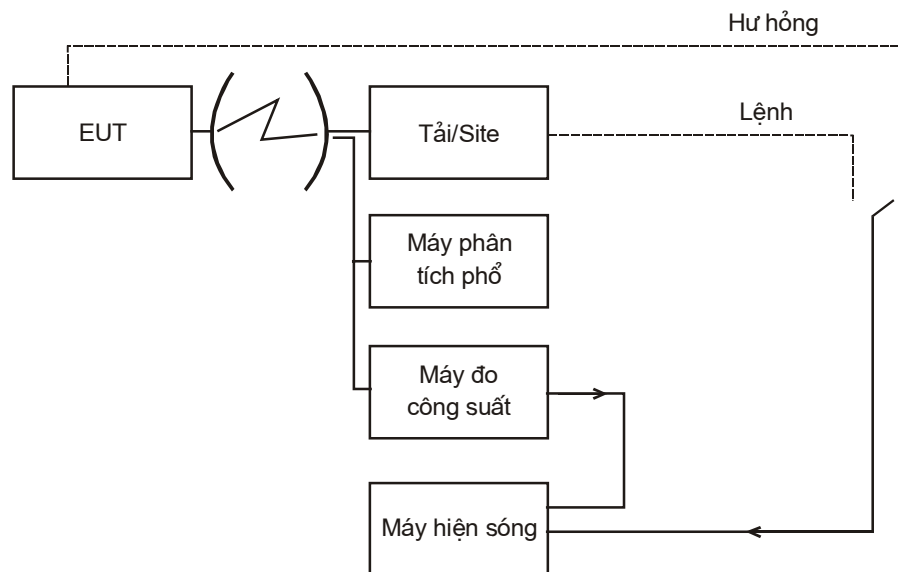 Hư hỏng
EUT
Tải/Site
Lệnh
Máy phân
tích phổ
Máy đo
công suất
Máy hiện sóng